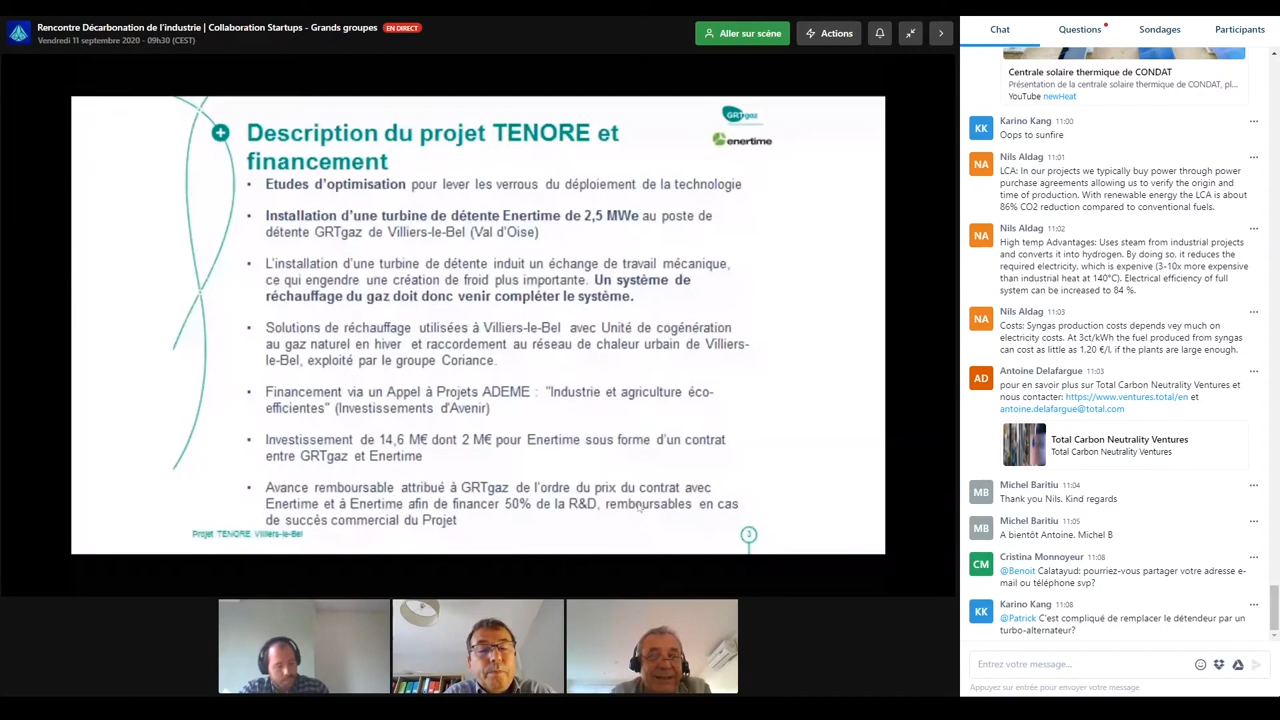 Rencontre Décarbonation de l'industrie | Collaboration Startups - Grands groupes
EN DIRECT
Vendredi 11 septembre 2020 - 09h30 (CEST)
Aller sur scène
Actions
Chat
Questions
Sondages
Participants
GRTgaz
enertime
Description du projet TENORE et
financement
• Etudes d'optimisation pour lever les verrous du déploiement de la technologie
• Installation d'une turbine de détente Enertime de 2,5 MWe au poste de
détente GRTgaz de Villiers-le-Bel (Val d'Oise)
• L'installation d'une turbine de détente induit un échange de travail mécanique,
ce qui engendre une création de froid plus importante. Un système de
réchauffage du gaz doit donc venir compléter le système.
• Solutions de réchauffage utilisées à Villiers-le-Bel avec Unité de cogénération
au gaz naturel en hiver et raccordement au réseau de chaleur urbain de Villiers-
le-Bel, exploité par le groupe Coriance.
• Financement via un Appel à Projets ADEME : "Industrie et agriculture éco-
efficientes" (Investissements d'Avenir)
• Investissement de 14,6 M€ dont 2 M€ pour Enertime sous forme d'un contrat
entre GRTgaz et Enertime
• Avance remboursable attribué à GRTgaz de l'ordre du prix du contrat avec
Enertime et à Enertime afin de financer 50% de la R&D, remboursables en cas
de succès commercial du Projet
Projet TENORE Villiers-le-Bel
3
Centrale solaire thermique de CONDAT
Présentation de la centrale solaire thermique de CONDAT, pl...
YouTube newHeat
KK
Karino Kang 11:00
Oops to sunfire
NA
Nils Aldag 11:01
LCA: In our projects we typically buy power through power
purchase agreements allowing us to verify the origin and
time of production. With renewable energy the LCA is about
86% CO2 reduction compared to conventional fuels.
NA
Nils Aldag 11:02
High temp Advantages: Uses steam from industrial projects
and converts it into hydrogen. By doing so, it reduces the
required electricity, which is expenive (3-10x more expensive
than industrial heat at 140°C). Electrical efficiency of full
system can be increased to 84 %.
NA
Nils Aldag 11:03
Costs: Syngas production costs depends vey much on
electricity costs. At 3ct/kWh the fuel produced from syngas
can cost as little as 1,20 €/l. if the plants are large enough.
AD
Antoine Delafargue 11:03
pour en savoir plus sur Total Carbon Neutrality Ventures et
nous contacter: https://www.ventures.total/en et
antoine.delafargue@total.com
Total Carbon Neutrality Ventures
Total Carbon Neutrality Ventures
MB
Michel Baritiu 11:04
Thank you Nils. Kind regards
MB
Michel Baritiu 11:05
A bientôt Antoine. Michel B
CM
Cristina Monnoyeur 11:08
@Benoit Calatayud: pourriez-vous partager votre adresse e-
mail ou téléphone svp?
KK
Karino Kang 11:08
@Patrick C'est compliqué de remplacer le détendeur par un
turbo-alternateur?
Entrez votre message...
Appuyez sur entrée pour envoyer votre message